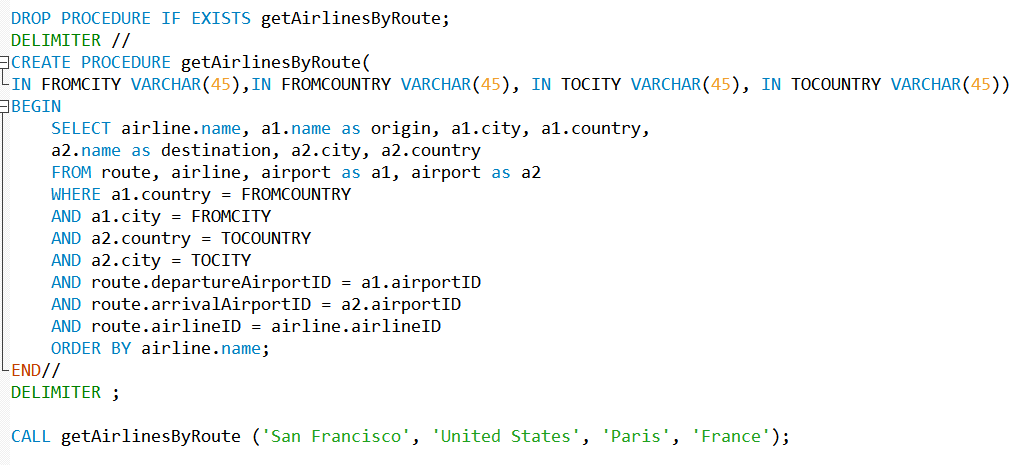 DROP PROCEDURE IF EXISTS getAirlinesByRoute;
DELIMITER //
CREATE PROCEDURE getAirlinesByRoute(
IN FROMCITY VARCHAR(45),IN FROMCOUNTRY VARCHAR(45), IN TOCITY VARCHAR(45), IN TOCOUNTRY VARCHAR(45))
BEGIN
    SELECT airline.name, a1.name as origin, a1.city, a1.country,
    a2.name as destination, a2.city, a2.country
    FROM route, airline, airport as a1, airport as a2
    WHERE a1.country = FROMCOUNTRY
    AND a1.city = FROMCITY
    AND a2.country = TOCOUNTRY
    AND a2.city = TOCITY
    AND route.departureAirportID = a1.airportID
    AND route.arrivalAirportID = a2.airportID
    AND route.airlineID = airline.airlineID
    ORDER BY airline.name;
END//
DELIMITER ;

CALL getAirlinesByRoute ('San Francisco', 'United States', 'Paris', 'France');